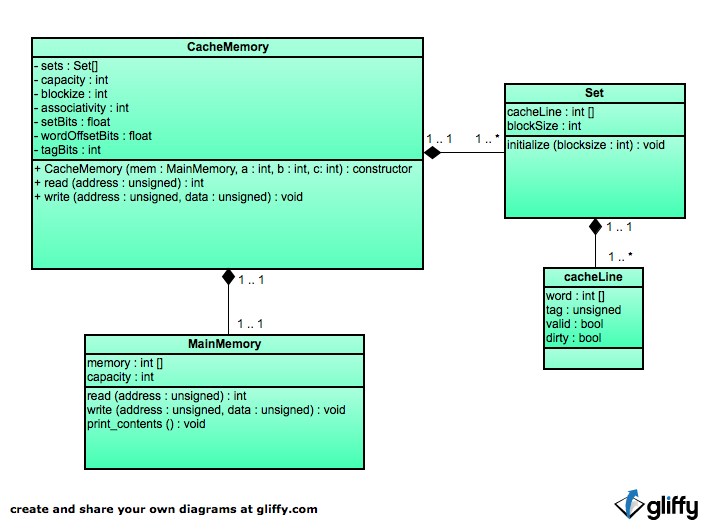 CacheMemory
- sets : Set[]
- capacity : int
- blockize : int
- associativity : int
- setBits : float
- wordOffsetBits : float
- tagBits : int
+ CacheMemory (mem : MainMemory, a : int, b : int, c: int) : constructor
+ read (address : unsigned) : int
+ write (address : unsigned, data : unsigned) : void
1 .. 1
1 .. *
Set
cacheLine : int []
blockSize : int
initialize (blocksize : int) : void
1 .. 1
1 .. *
cacheLine
word : int []
tag : unsigned
valid : bool
dirty : bool
1 .. 1
1 .. 1
MainMemory
memory : int []
capacity : int
read (address : unsigned) : int
write (address : unsigned, data : unsigned) : void
print_contents () : void
create and share your own diagrams at gliffy.com
gliffy